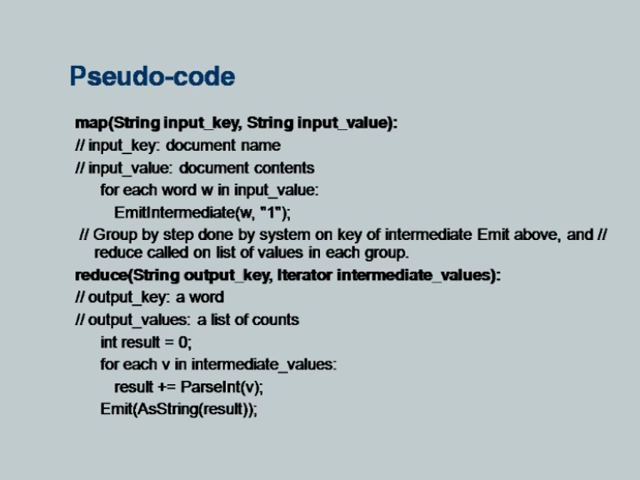 Pseudo-code
map(String input_key, String input_value):
// input_key: document name
// input_value: document contents
for each word w in input_value:
EmitIntermediate(w, "1");
// Group by step done by system on key of intermediate Emit above, and //
reduce called on list of values in each group.
reduce(String output_key, Iterator intermediate_values):
// output_key: a word
// output_values: a list of counts
int result = 0;
for each v in intermediate_values:
result += ParseInt(v);
Emit(AsString(result));